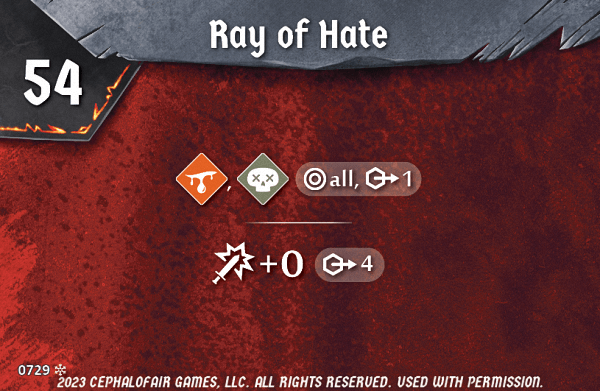 Ray of Hate
54
, all, 1
+0 4
0729
2023 CEPHALOFAIR GAMES, LLC. ALL RIGHTS RESERVED. USED WITH PERMISSION.